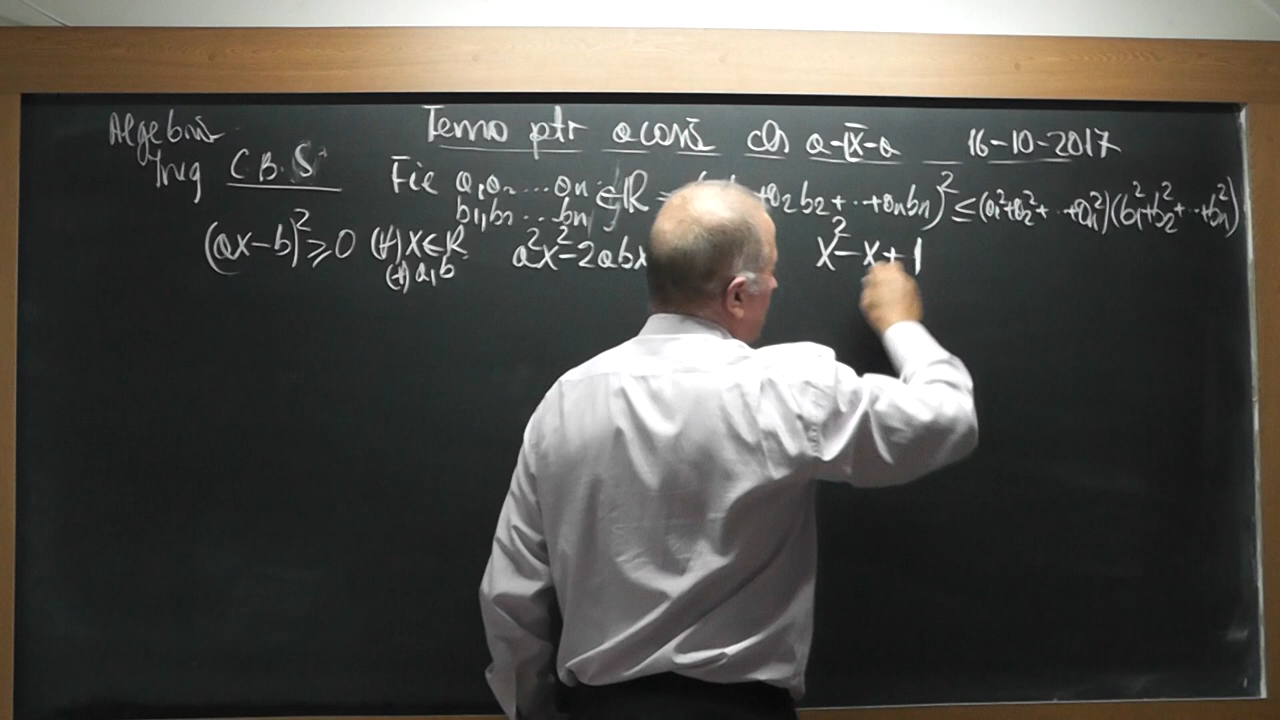 Algebră Temă ptr acasă cls a-IX-a 16-10-2017
Ineg C.B.S Fie a₁,a₂...aₙ ∈ℝ ⇒ +a₂b₂+...+aₙbₙ)² ≤(a₁²+a₂²+...+aₙ²)(b₁²+b₂²+...+bₙ²)
b₁,b₂...bₙ
(ax-b)²≥0 (∀)x∈ℝ a²x²-2abx x²-x+1
(∀)a,b